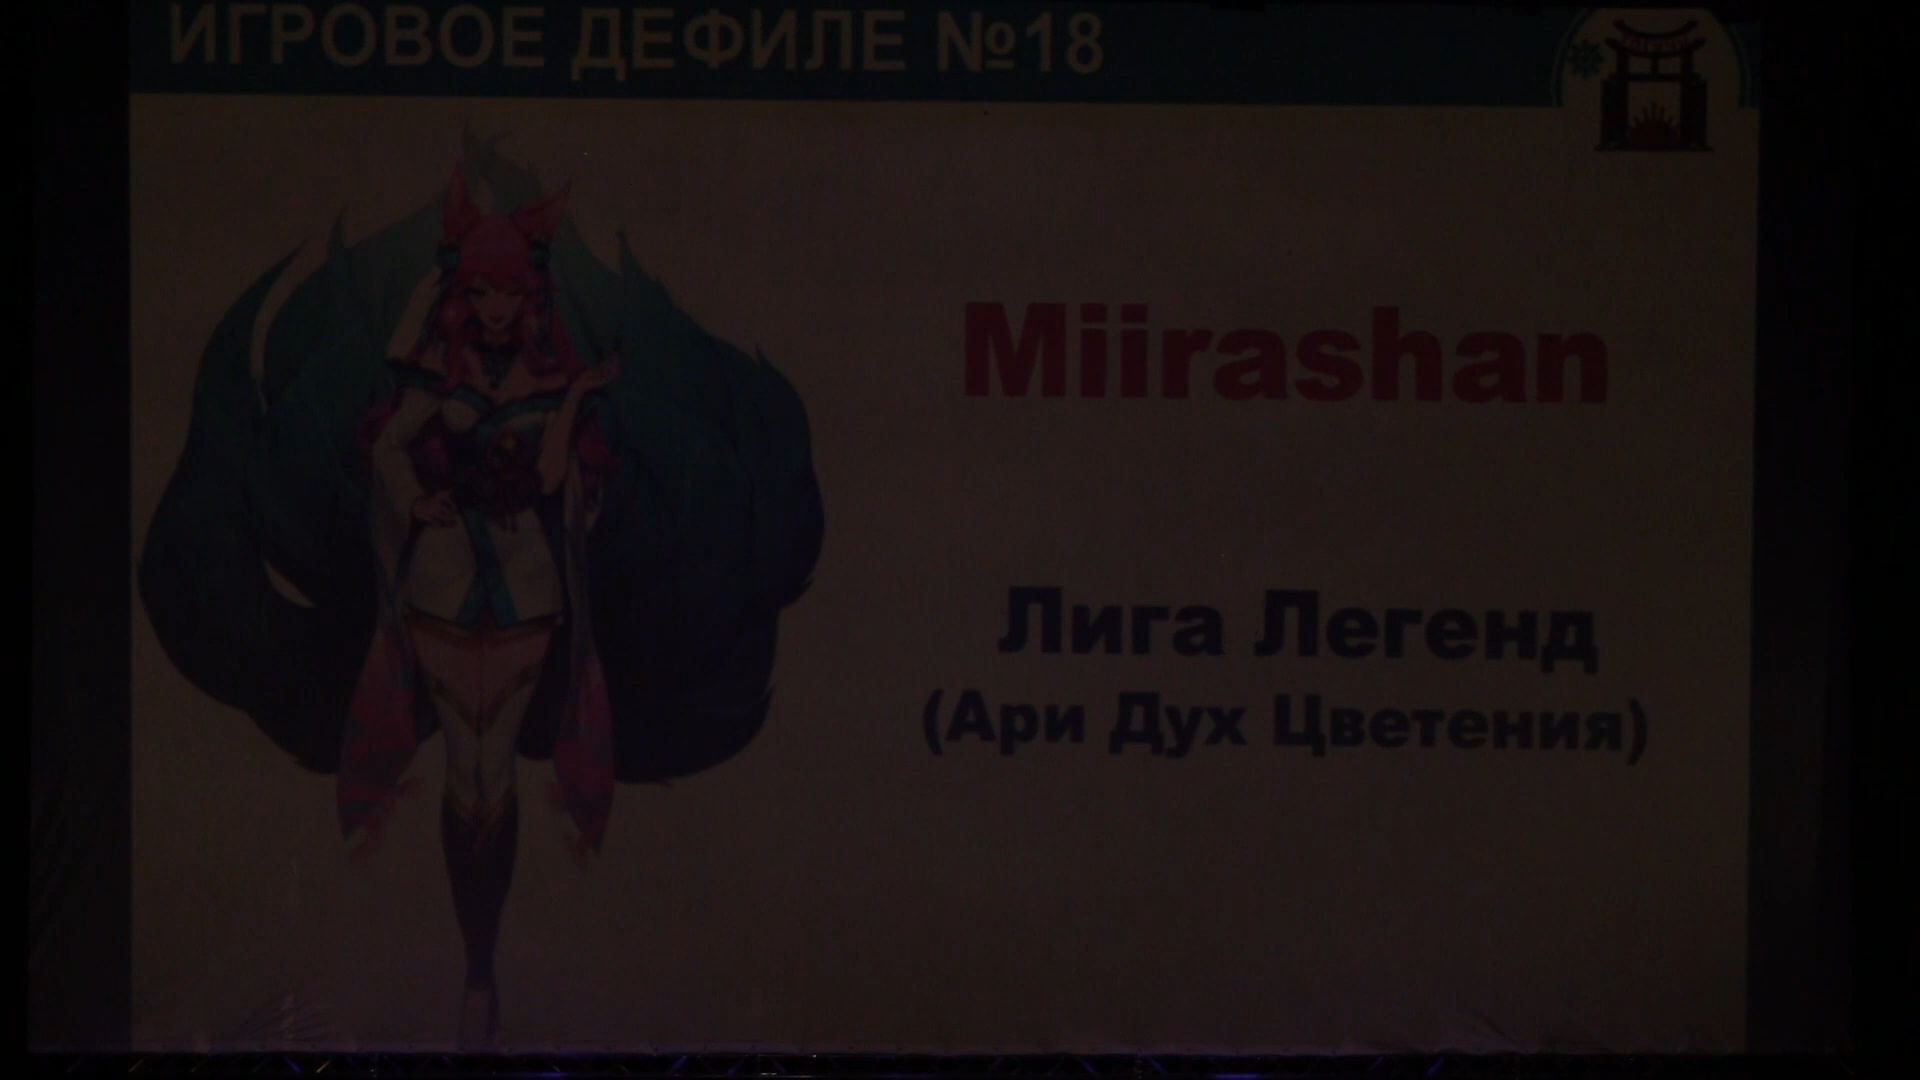 ИГРОВОЕ ДЕФИЛЕ №18
Miirashan
Лига Легенд
(Ари Дух Цветения)